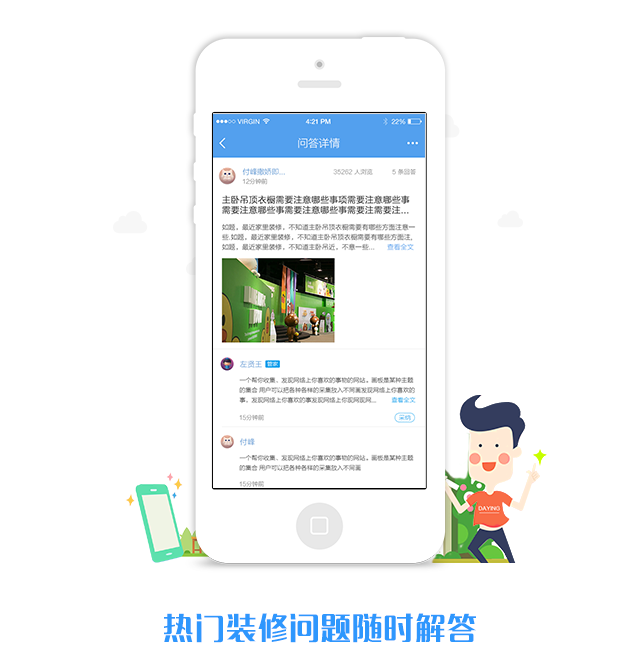 VIRGIN 4:21 PM 22%
问答详情
付峰傲娇即... 35262 人浏览 5 条回答
12分钟前
主卧吊顶衣橱需要注意哪些事项需要注意哪些事
需要注意哪些事需要注意哪些事需要注需要注...
如题，最近家里装修，不知道主卧吊顶衣橱需要有哪些方面注意一
些.如题，最近家里装修，不知道主卧吊顶衣橱需要有哪些方面注,
如题，最近家里装修，不知道主卧吊近，不意一些... 查看全文
左贤王 管家
一个帮你收集、发现网络上你喜欢的事物的网站。画板是某种主题
的集合 用户可以把各种各样的采集放入不同画发现网络上你喜欢的
事、发现网络上你喜欢的事发现网络上你现网现网... 查看全文
15分钟前 采纳
付峰
一个帮你收集、发现网络上你喜欢的事物的网站。画板是某种主题
的集合 用户可以把各种各样的采集放入不同画
15分钟前
DAYING
热门装修问题随时解答